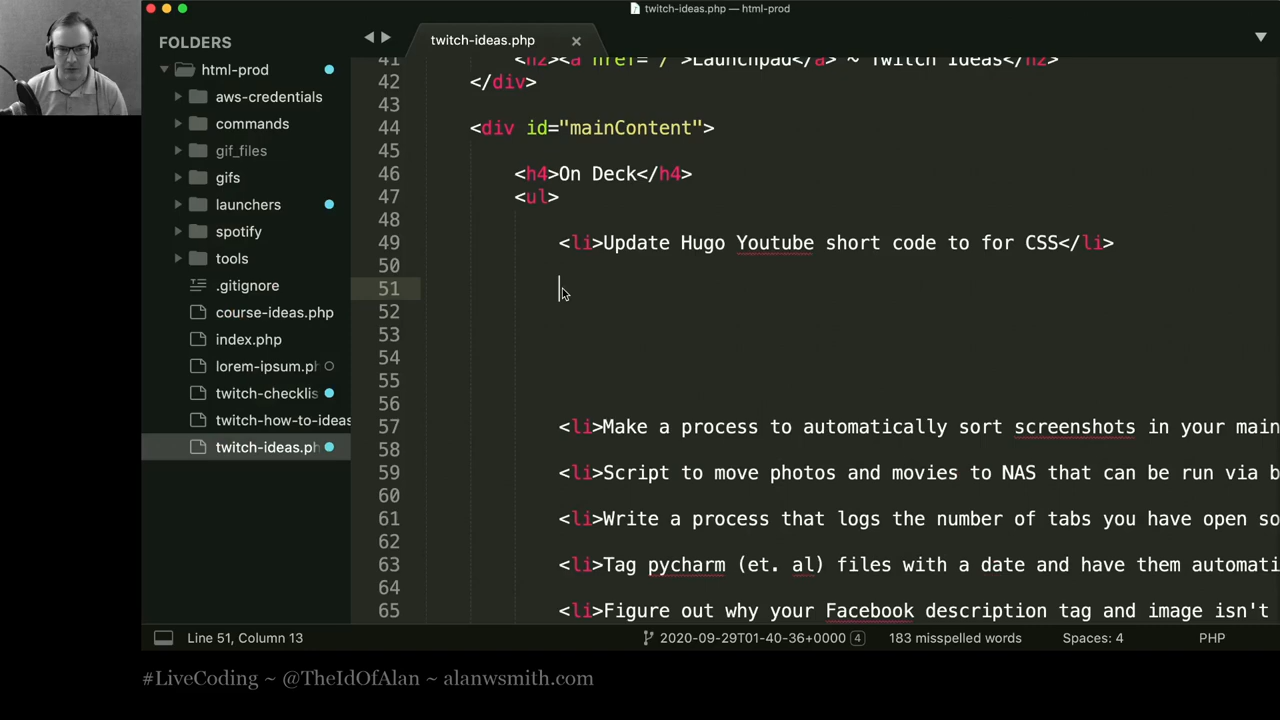 twitch-ideas.php — html-prod
FOLDERS
html-prod
aws-credentials
commands
gif_files
gifs
launchers
spotify
tools
.gitignore
course-ideas.php
index.php
lorem-ipsum.ph
twitch-checklis
twitch-how-to-ideas
twitch-ideas.ph
twitch-ideas.php
41 <h2><a href="/">Launchpad</a> ~ Twitch Ideas</h2>
42 </div>
43
44 <div id="mainContent">
45
46 <h4>On Deck</h4>
47 <ul>
48
49 <li>Update Hugo Youtube short code to for CSS</li>
50
51
52
53
54
55
56
57 <li>Make a process to automatically sort screenshots in your main
58
59 <li>Script to move photos and movies to NAS that can be run via b
60
61 <li>Write a process that logs the number of tabs you have open so
62
63 <li>Tag pycharm (et. al) files with a date and have them automati
64
65 <li>Figure out why your Facebook description tag and image isn't
Line 51, Column 13
2020-09-29T01-40-36+0000 4
183 misspelled words
Spaces: 4
PHP
#LiveCoding ~ @TheIdOfAlan ~ alanwsmith.com